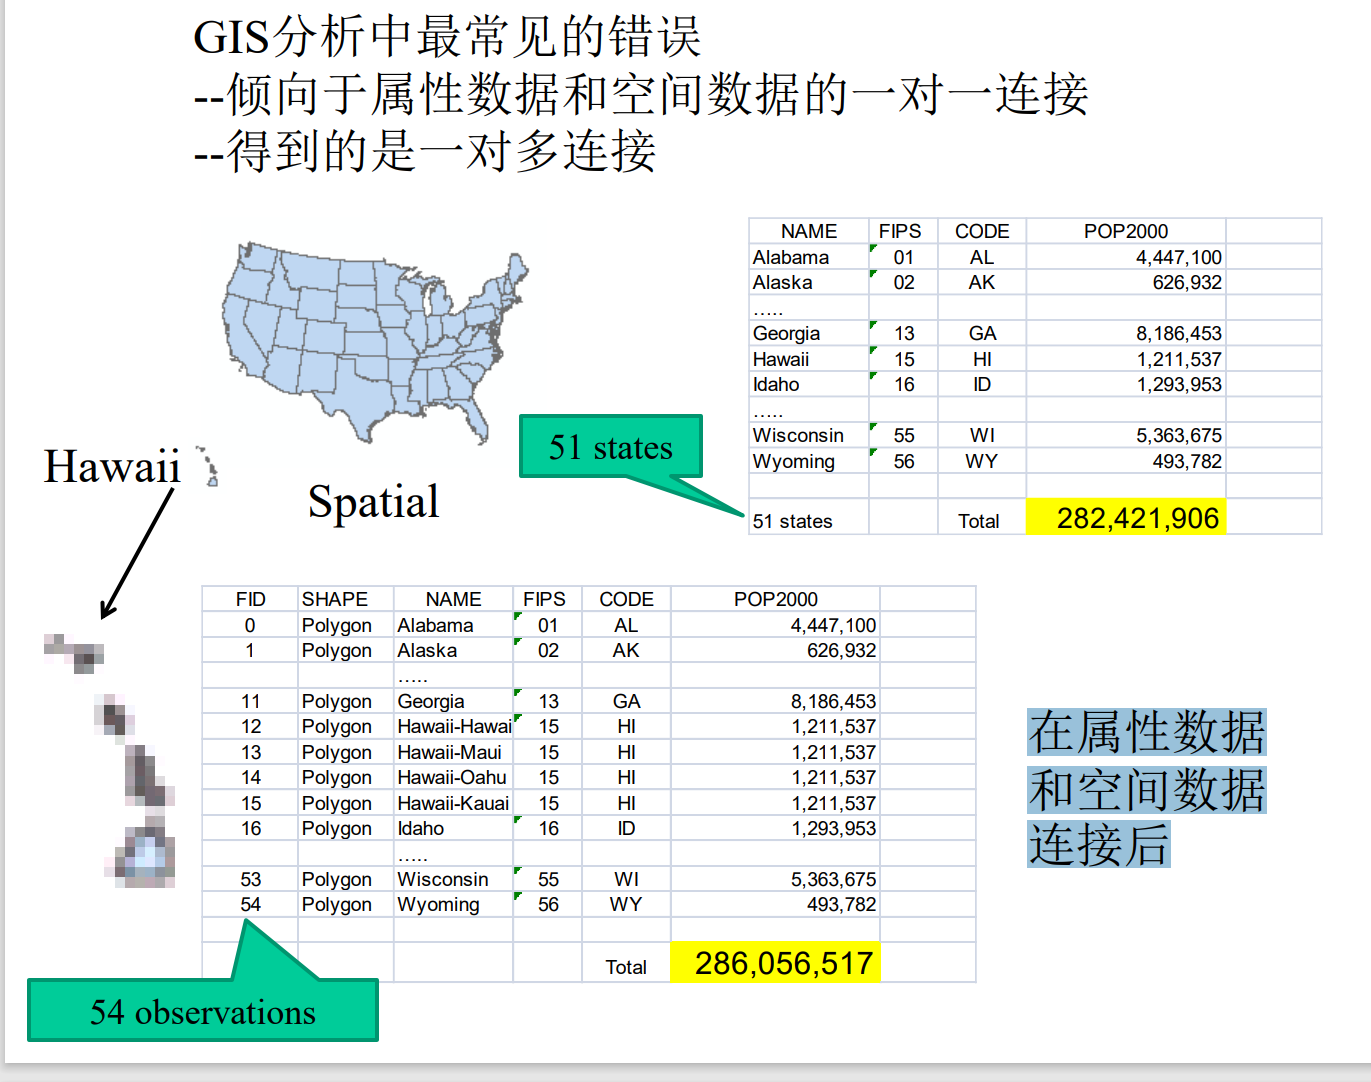 GIS分析中最常见的错误
--倾向于属性数据和空间数据的一对一连接
--得到的是一对多连接
NAME FIPS CODE POP2000
Alabama 01 AL 4,447,100
Alaska 02 AK 626,932
.....
Georgia 13 GA 8,186,453
Hawaii 15 HI 1,211,537
Idaho 16 ID 1,293,953
.....
Wisconsin 55 WI 5,363,675
Wyoming 56 WY 493,782
51 states Total 282,421,906
51 states
Hawaii
Spatial
FID SHAPE NAME FIPS CODE POP2000
0 Polygon Alabama 01 AL 4,447,100
1 Polygon Alaska 02 AK 626,932
.....
11 Polygon Georgia 13 GA 8,186,453
12 Polygon Hawaii-Hawai 15 HI 1,211,537
13 Polygon Hawaii-Maui 15 HI 1,211,537
14 Polygon Hawaii-Oahu 15 HI 1,211,537
15 Polygon Hawaii-Kauai 15 HI 1,211,537
16 Polygon Idaho 16 ID 1,293,953
.....
53 Polygon Wisconsin 55 WI 5,363,675
54 Polygon Wyoming 56 WY 493,782
Total 286,056,517
54 observations
在属性数据
和空间数据
连接后